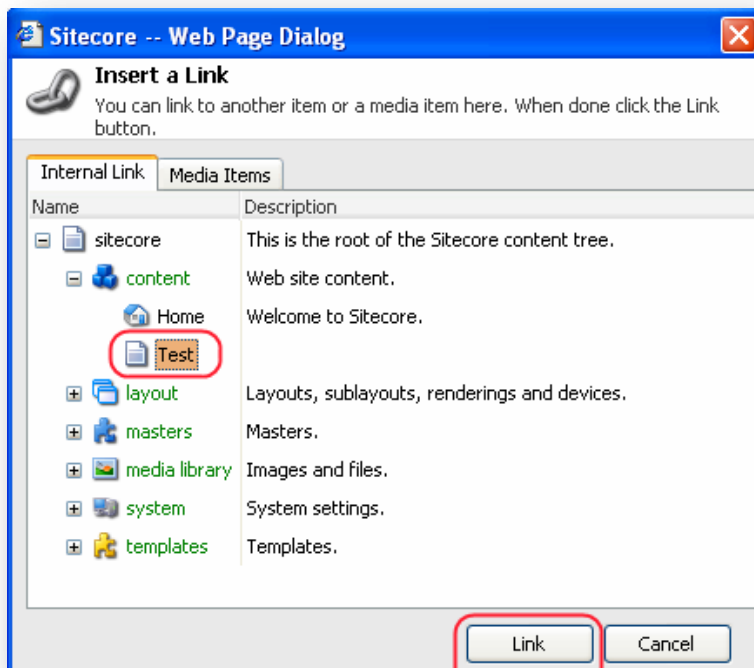 Sitecore -- Web Page Dialog
Insert a Link
You can link to another item or a media item here. When done click the Link
button.
Internal Link Media Items
Name Description
sitecore This is the root of the Sitecore content tree.
content Web site content.
Home Welcome to Sitecore.
Test
layout Layouts, sublayouts, renderings and devices.
masters Masters.
media library Images and files.
system System settings.
templates Templates.
Link Cancel